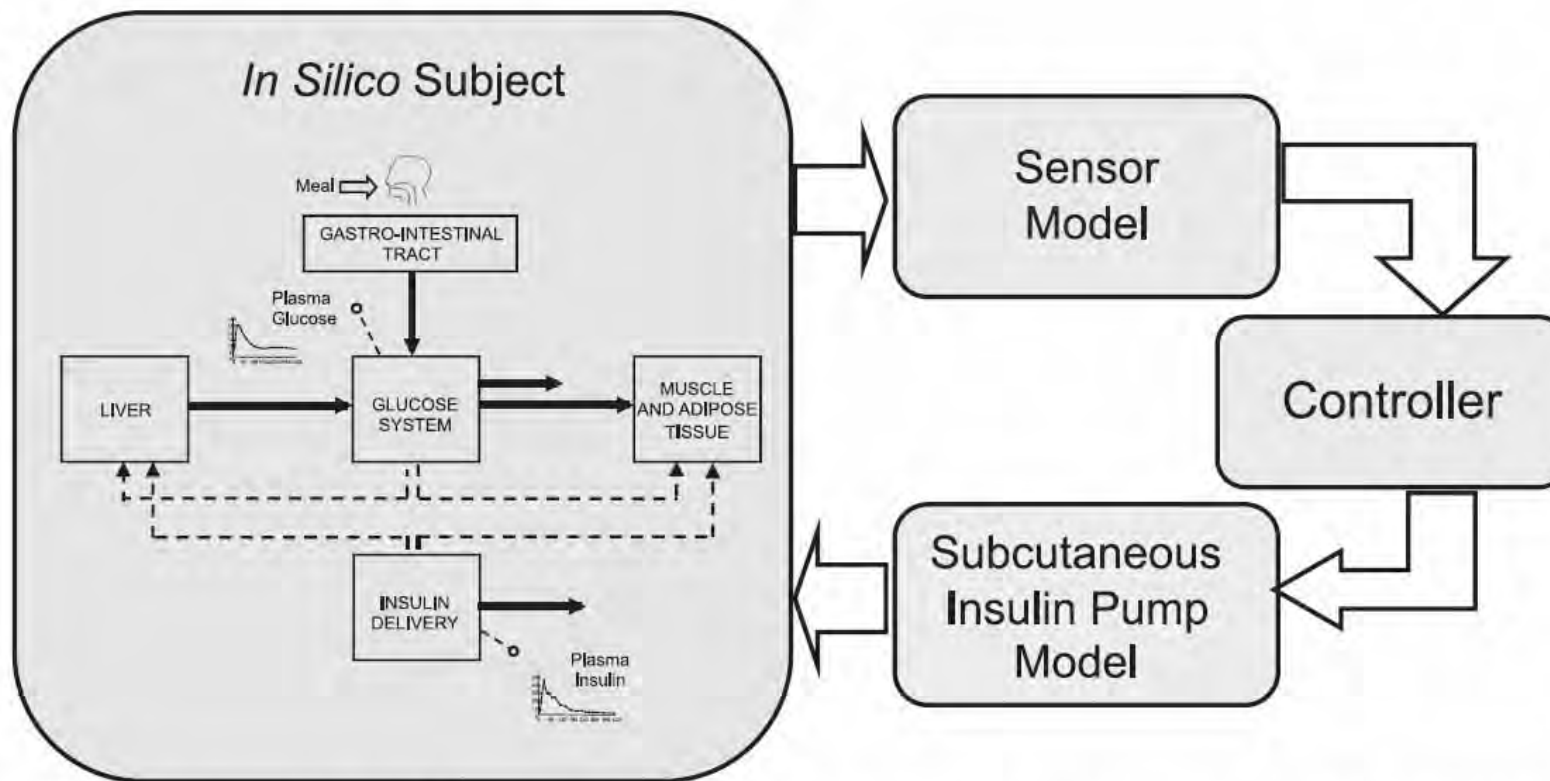 In Silico Subject
Meal
GASTRO-INTESTINAL
TRACT
Plasma
Glucose
LIVER
GLUCOSE
SYSTEM
MUSCLE
AND ADIPOSE
TISSUE
INSULIN
DELIVERY
Plasma
Insulin
Sensor
Model
Controller
Subcutaneous
Insulin Pump
Model